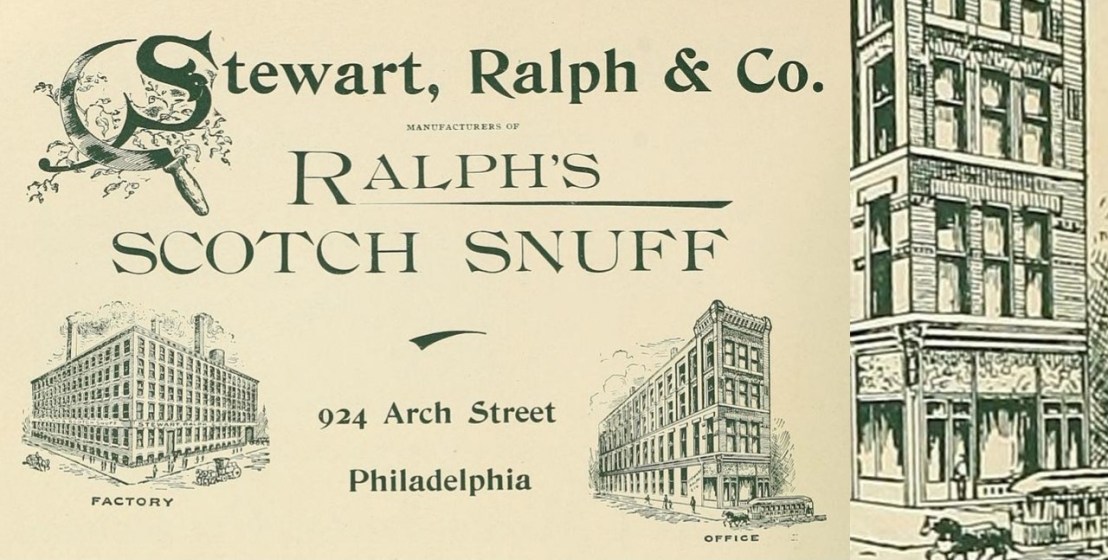 Stewart, Ralph & Co.
MANUFACTURERS OF
RALPH'S
SCOTCH SNUFF
924 Arch Street
Philadelphia
FACTORY
OFFICE